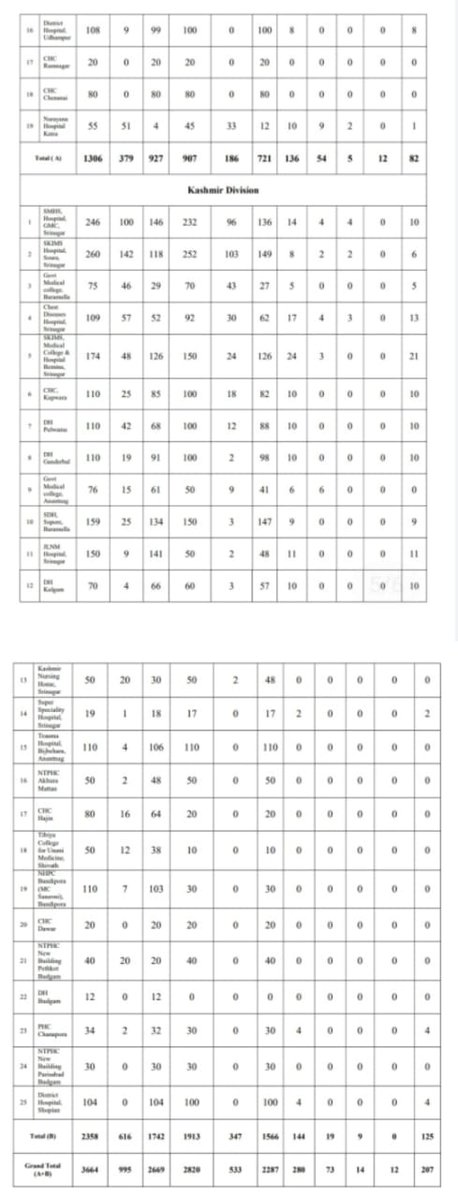 16 District Hospital, Udhampur 108 9 99 100 0 100 8 0 0 0 8
17 CHC Ramnagar 20 0 20 20 0 20 0 0 0 0 0
18 CHC Chenani 80 0 80 80 0 80 0 0 0 0 0
19 Narayana Hospital Katra 55 51 4 45 33 12 10 9 2 0 1
Total ( A) 1306 379 927 907 186 721 136 54 5 12 82
Kashmir Division
1 SMHS, Hospital, GMC, Srinagar 246 100 146 232 96 136 14 4 4 0 10
2 SKIMS Hospital, Soura, Srinagar 260 142 118 252 103 149 8 2 2 0 6
3 Govt Medical college, Baramulla 75 46 29 70 43 27 5 0 0 0 5
4 Chest Diseases Hospital, Srinagar 109 57 52 92 30 62 17 4 3 0 13
5 SKIMS, Medical College & Hospital Bemina, Srinagar 174 48 126 150 24 126 24 3 0 0 21
6 CHC, Kupwara 110 25 85 100 18 82 10 0 0 0 10
7 DH Pulwama 110 42 68 100 12 88 10 0 0 0 10
8 DH Ganderbal 110 19 91 100 2 98 10 0 0 0 10
9 Govt Medical college, Anantnag 76 15 61 50 9 41 6 6 0 0 0
10 SDH, Sopore, Baramulla 159 25 134 150 3 147 9 0 0 0 9
11 JLNM Hospital, Srinagar 150 9 141 50 2 48 11 0 0 0 11
12 DH Kulgam 70 4 66 60 3 57 10 0 0 0 10
13 Kashmir Nursing Home, Srinagar 50 20 30 50 2 48 0 0 0 0 0
14 Super Speciality Hospital, Srinagar 19 1 18 17 0 17 2 0 0 0 2
15 Trauma Hospital, Bijbehara, Anantnag 110 4 106 110 0 110 0 0 0 0 0
16 NTPHC Akhura Mattan 50 2 48 50 0 50 0 0 0 0 0
17 CHC Hajin 80 16 64 20 0 20 0 0 0 0 0
18 Tibiya College for Unani Medicine, 50 12 38 10 0 10 0 0 0 0 0
19 Bandipora (MC Bandipora 110 7 103 30 0 30 0 0 0 0 0
20 CHC Dawar 20 0 20 20 0 20 0 0 0 0 0
21 NTPHC New Building Budgam 40 20 20 40 0 40 0 0 0 0 0
22 DH Budgam 12 0 12 0 0 0 0 0 0 0 0
23 PHC Chanapora 34 2 32 30 0 30 4 0 0 0 4
24 NTPHC New Building Budgam 30 0 30 30 0 30 0 0 0 0 0
25 District Hospital, Shopian 104 0 104 100 0 100 4 0 0 0 4
Total (B) 2358 616 1742 1913 347 1566 144 19 9 0 125
Grand Total (A+B) 3664 995 2669 2820 533 2287 280 73 14 12 207